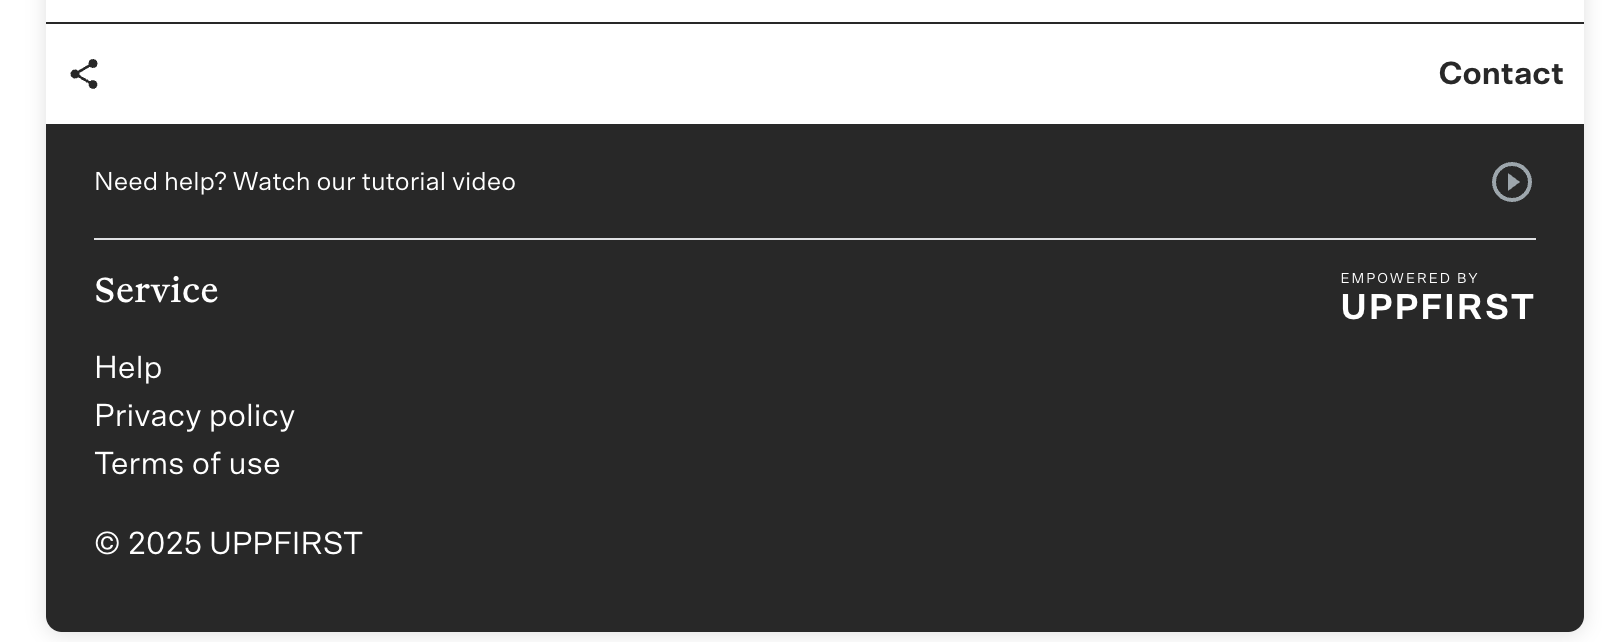 Contact
Need help? Watch our tutorial video
Service
EMPOWERED BY
UPPFIRST
Help
Privacy policy
Terms of use
© 2025 UPPFIRST